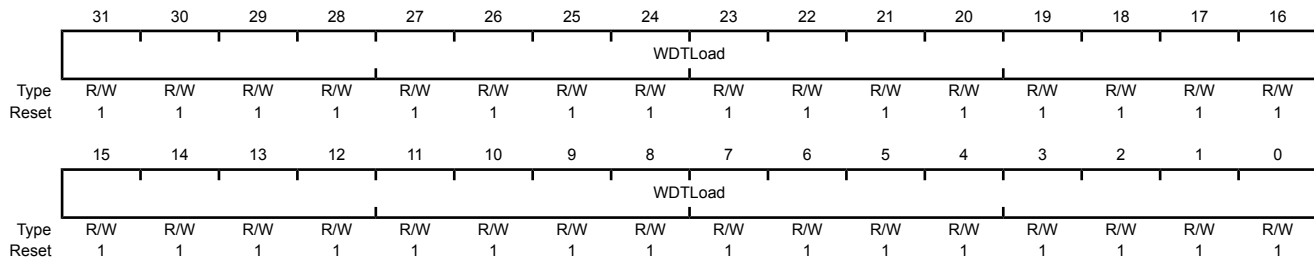 31 30 29 28 27 26 25 24 23 22 21 20 19 18 17 16
WDTLoad
Type R/W R/W R/W R/W R/W R/W R/W R/W R/W R/W R/W R/W R/W R/W R/W R/W
Reset 1 1 1 1 1 1 1 1 1 1 1 1 1 1 1 1
15 14 13 12 11 10 9 8 7 6 5 4 3 2 1 0
WDTLoad
Type R/W R/W R/W R/W R/W R/W R/W R/W R/W R/W R/W R/W R/W R/W R/W R/W
Reset 1 1 1 1 1 1 1 1 1 1 1 1 1 1 1 1